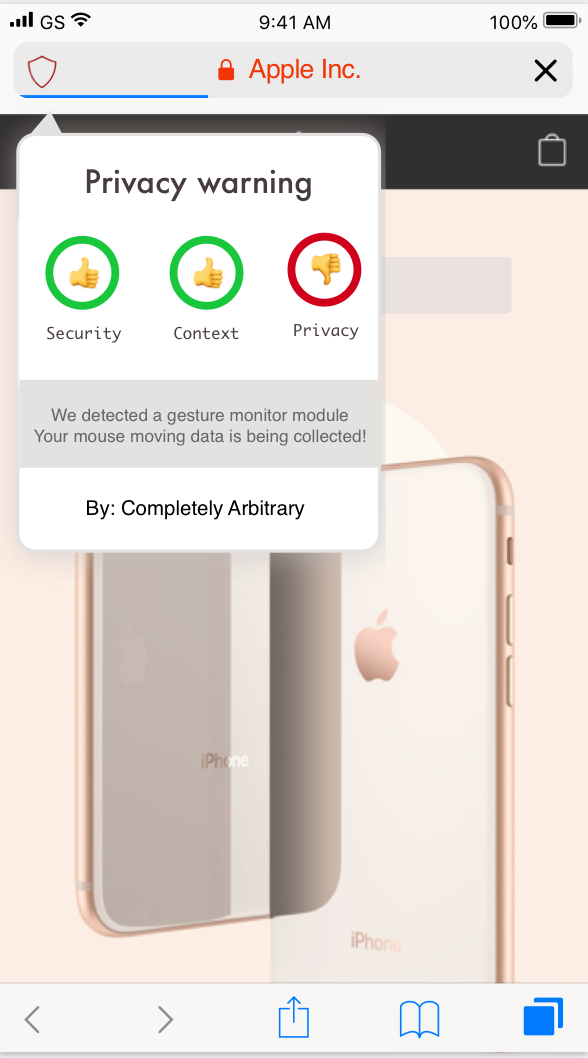 GS 9:41 AM 100%
Apple Inc.
Privacy warning
Security Context Privacy
We detected a gesture monitor module
Your mouse moving data is being collected!
By: Completely Arbitrary
iPhone
iPhone